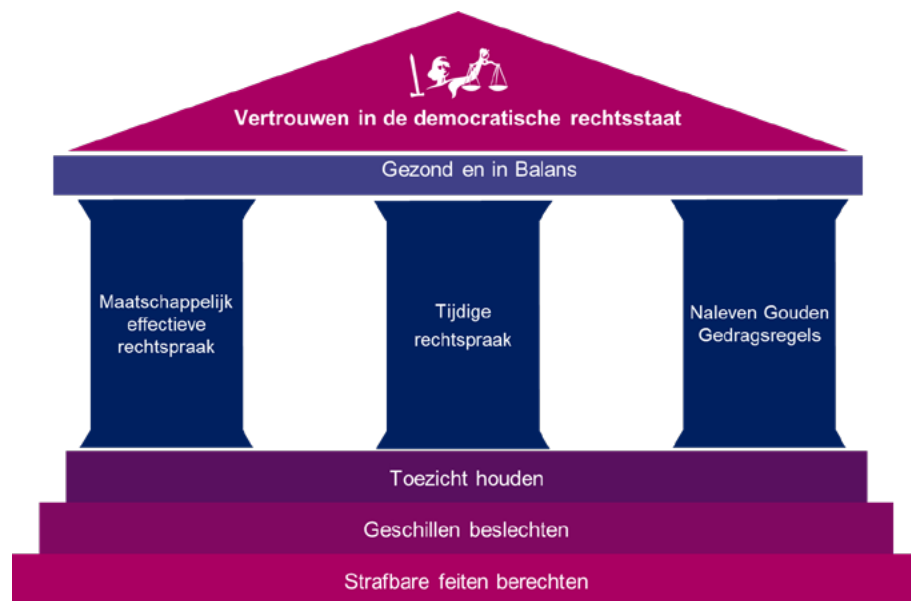 Vertrouwen in de democratische rechtsstaat
Gezond en in Balans
Maatschappelijk
effectieve
rechtspraak
Tijdige
rechtspraak
Naleven Gouden
Gedragsregels
Toezicht houden
Geschillen beslechten
Strafbare feiten berechten